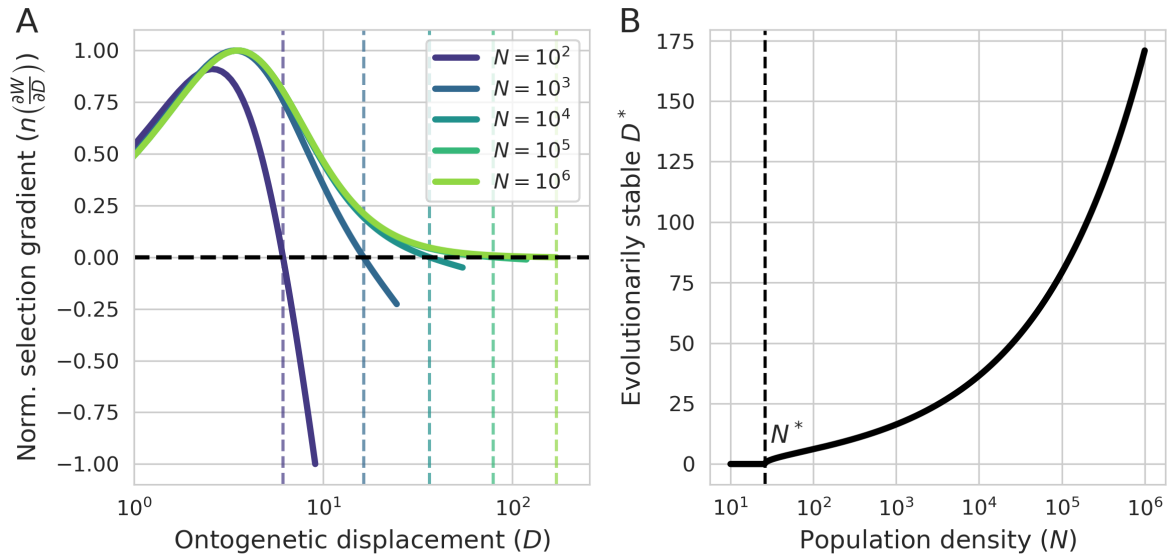 A
Norm. selection gradient (n(∂W/∂D))
1.00
0.75
0.50
0.25
0.00
−0.25
−0.50
−0.75
−1.00
N = 10²
N = 10³
N = 10⁴
N = 10⁵
N = 10⁶
10⁰
10¹
10²
Ontogenetic displacement (D)
B
Evolutionarily stable D*
175
150
125
100
75
50
25
0
N*
10¹
10²
10³
10⁴
10⁵
10⁶
Population density (N)